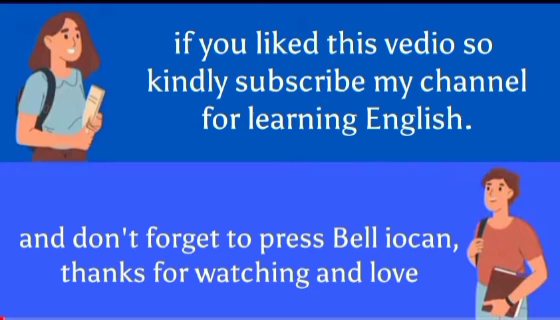 if you liked this vedio so
kindly subscribe my channel
for learning English.
and don't forget to press Bell iocan,
thanks for watching and love